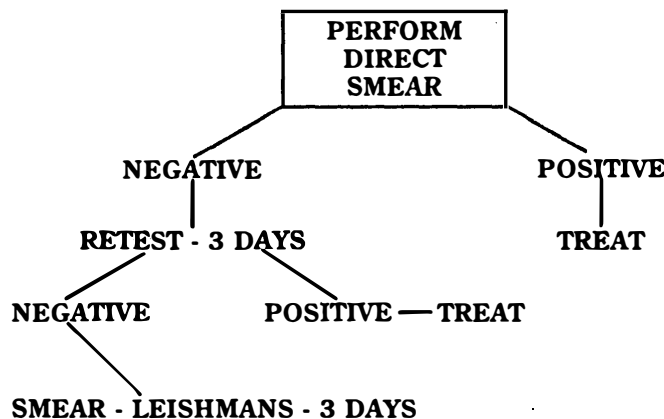 PERFORM
DIRECT
SMEAR
NEGATIVE
POSITIVE
RETEST - 3 DAYS
TREAT
NEGATIVE
POSITIVE — TREAT
SMEAR - LEISHMANS - 3 DAYS